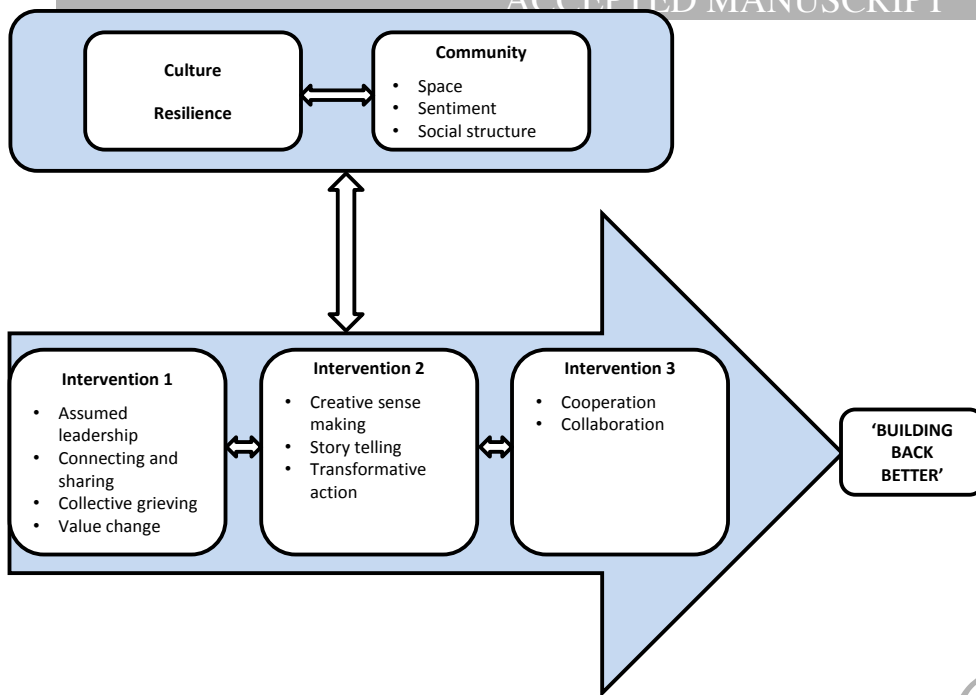 ACCEPTED MANUSCRIPT
Culture
Resilience
Community
• Space
• Sentiment
• Social structure
Intervention 1
• Assumed
leadership
• Connecting and
sharing
• Collective grieving
• Value change
Intervention 2
• Creative sense
making
• Story telling
• Transformative
action
Intervention 3
• Cooperation
• Collaboration
‘BUILDING
BACK
BETTER’